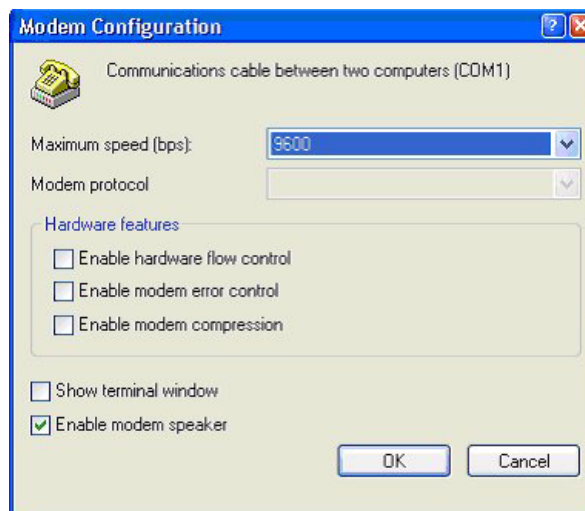 Modem Configuration
Communications cable between two computers (COM1)
Maximum speed (bps):
9600
Modem protocol
Hardware features
Enable hardware flow control
Enable modem error control
Enable modem compression
Show terminal window
Enable modem speaker
OK
Cancel